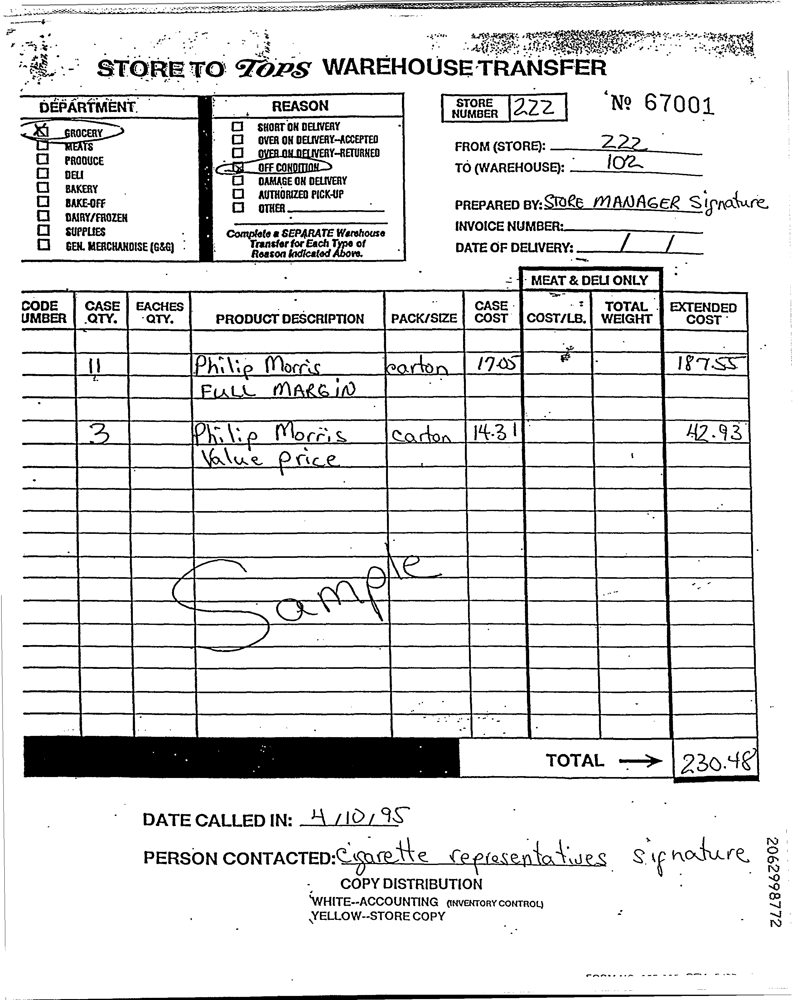 STORE TO TOPS WAREHOUSE TRANSFER
DEPARTMENT
GROCERY
MEATS
PRODUCE
DELI
BAKERY
BAKE-OFF
DAIRY/FROZEN
SUPPLIES
GEN. MERCHANDISE (G&G)
REASON
SHORT ON DELIVERY
OVER ON DELIVERY--ACCEPTED
OVER ON DELIVERY--RETURNED
OFF CONDITION
DAMAGE ON DELIVERY
AUTHORIZED PICK-UP
OTHER
Complete a SEPARATE Warehouse
Transfer for Each Type of
Reason Indicated Above.
STORE NUMBER 222 Nº 67001
FROM (STORE): 222
TO (WAREHOUSE): 102
PREPARED BY: STORE MANAGER Signature
INVOICE NUMBER:
DATE OF DELIVERY: / /
MEAT & DELI ONLY
CODE UMBER CASE QTY. EACHES QTY. PRODUCT DESCRIPTION PACK/SIZE CASE COST COST/LB. TOTAL WEIGHT EXTENDED COST
11 Philip Morris carton 17.05 187.55
FULL MARGIN
3 Philip Morris carton 14.31 42.93
Value price
Sample
TOTAL → 230.48
DATE CALLED IN: 4/10/95
PERSON CONTACTED: Cigarette representatives signature
COPY DISTRIBUTION
WHITE--ACCOUNTING (INVENTORY CONTROL)
YELLOW--STORE COPY
2062998772